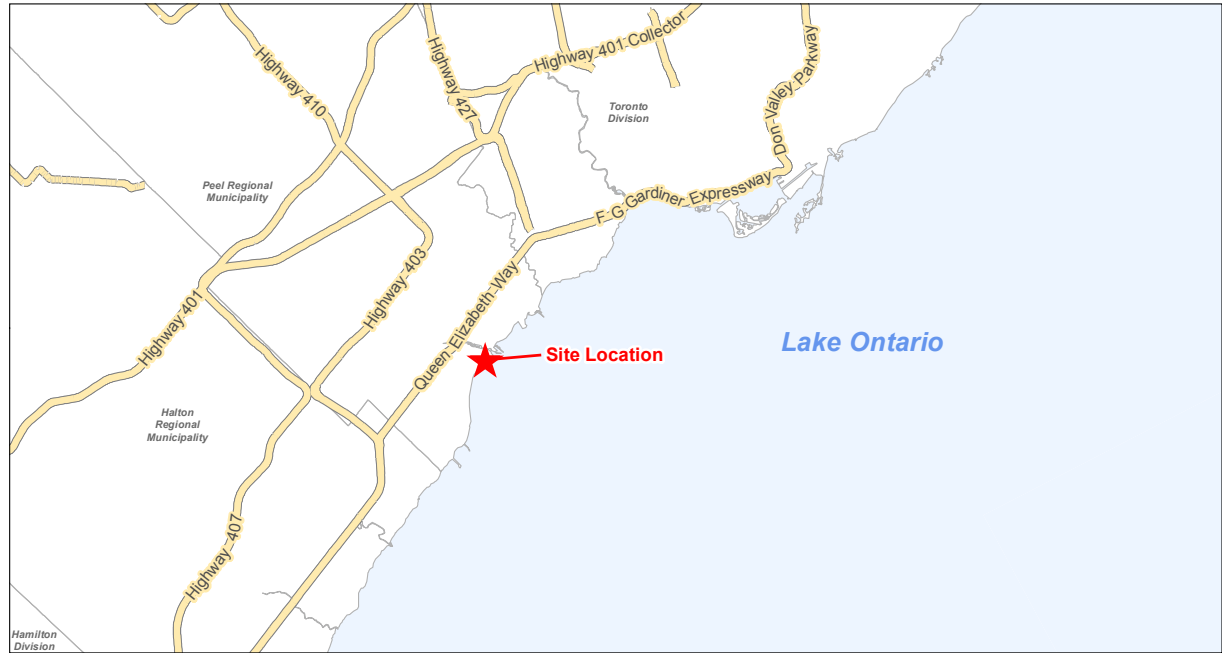 Highway 401 Collector
Highway 410
Highway 427
Don Valley Parkway
Toronto
Division
Peel Regional
Municipality
F G Gardiner Expressway
Highway 403
Queen Elizabeth Way
Highway 401
Lake Ontario
Site Location
Halton
Regional
Municipality
Highway 407
Hamilton
Division